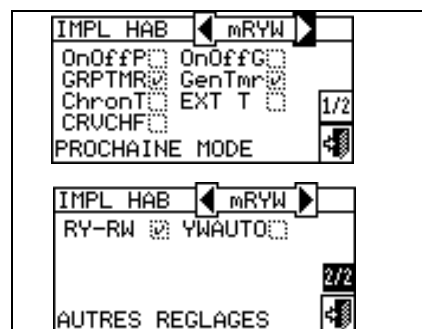 IMPL HAB mRYW
OnOffP OnOffG
GRPTMR GenTmr
ChronT EXT T
CRVCHF
1/2
PROCHAINE MODE
IMPL HAB mRYW
RY-RW YWAUTO
2/2
AUTRES REGLAGES